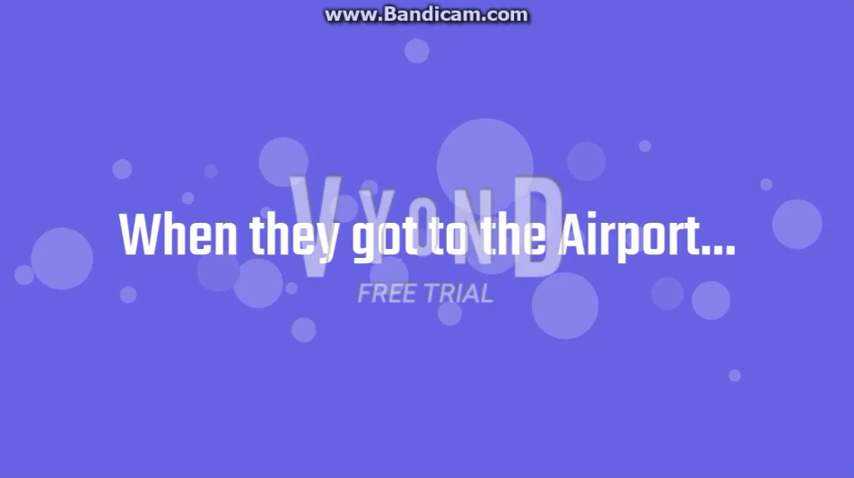 www.Bandicam.com
VYOND
When they got to the Airport...
FREE TRIAL